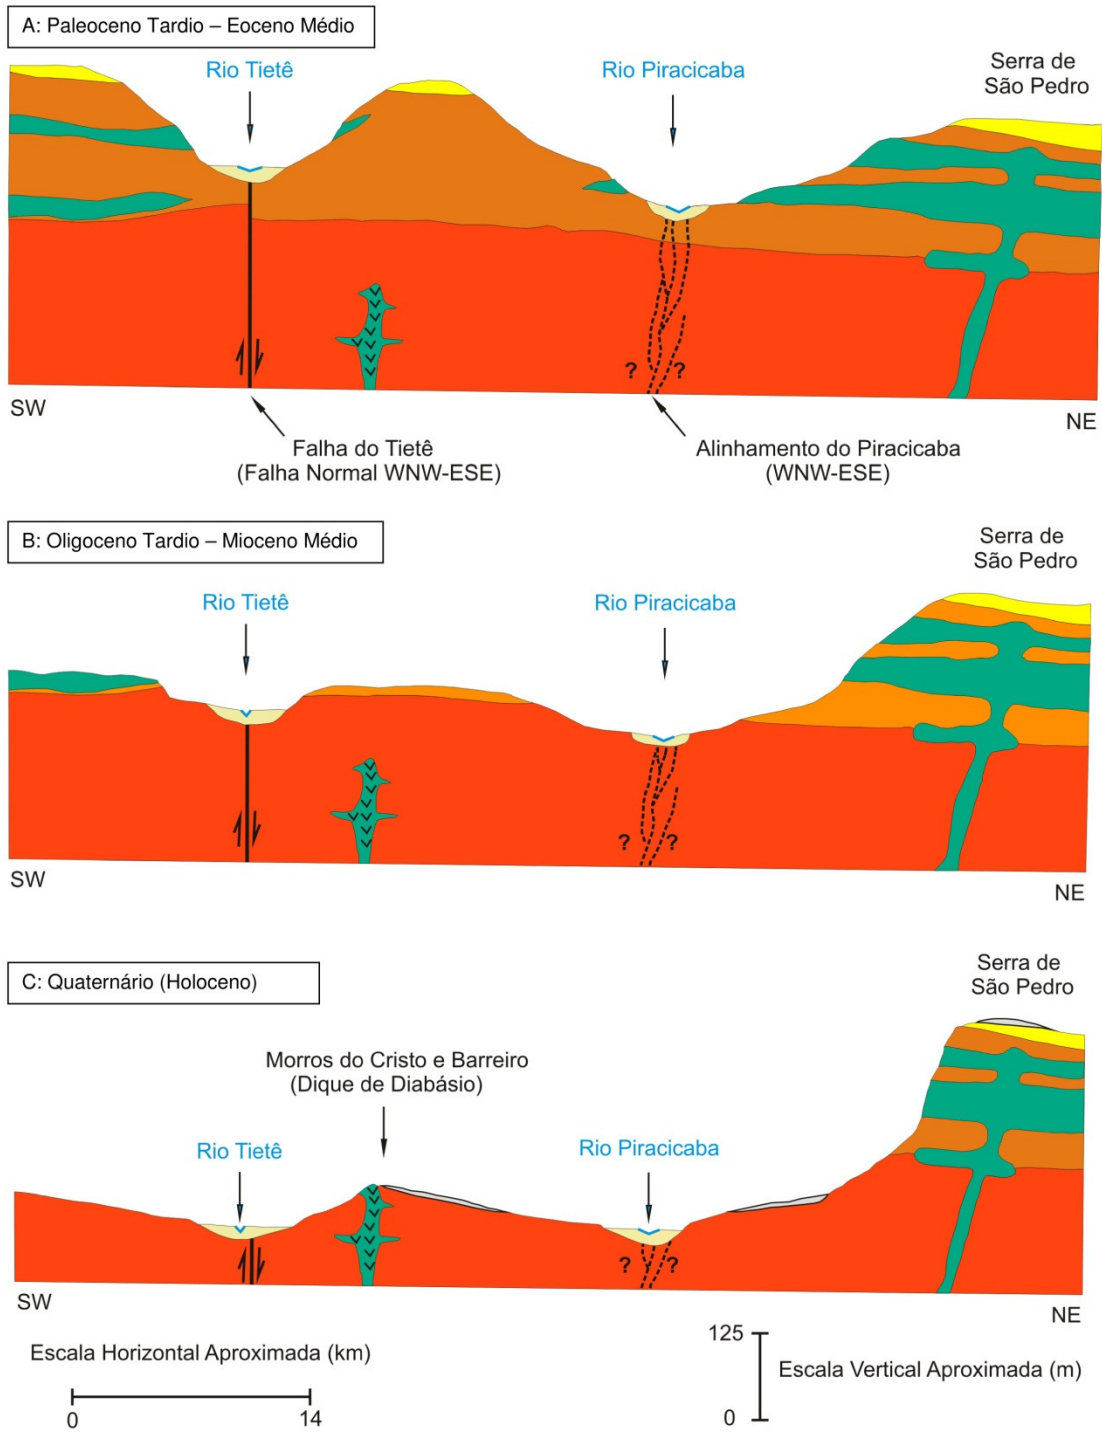 A: Paleoceno Tardio – Eoceno Médio
Rio Tietê
Rio Piracicaba
Serra de
São Pedro
?
?
SW
NE
Falha do Tietê
(Falha Normal WNW-ESE)
Alinhamento do Piracicaba
(WNW-ESE)
B: Oligoceno Tardio – Mioceno Médio
Serra de
São Pedro
Rio Tietê
Rio Piracicaba
?
?
SW
NE
C: Quaternário (Holoceno)
Serra de
São Pedro
Morros do Cristo e Barreiro
(Dique de Diabásio)
Rio Tietê
Rio Piracicaba
?
?
SW
NE
Escala Horizontal Aproximada (km)
0
14
125
Escala Vertical Aproximada (m)
0